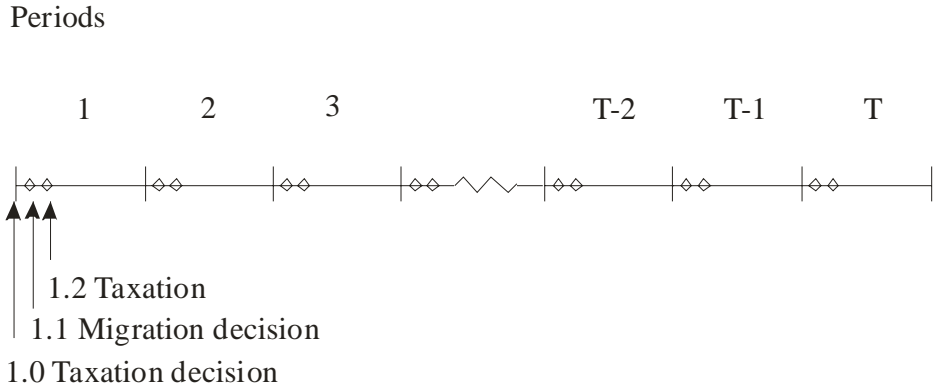 Periods
1 2 3 T-2 T-1 T
1.2 Taxation
1.1 Migration decision
1.0 Taxation decision